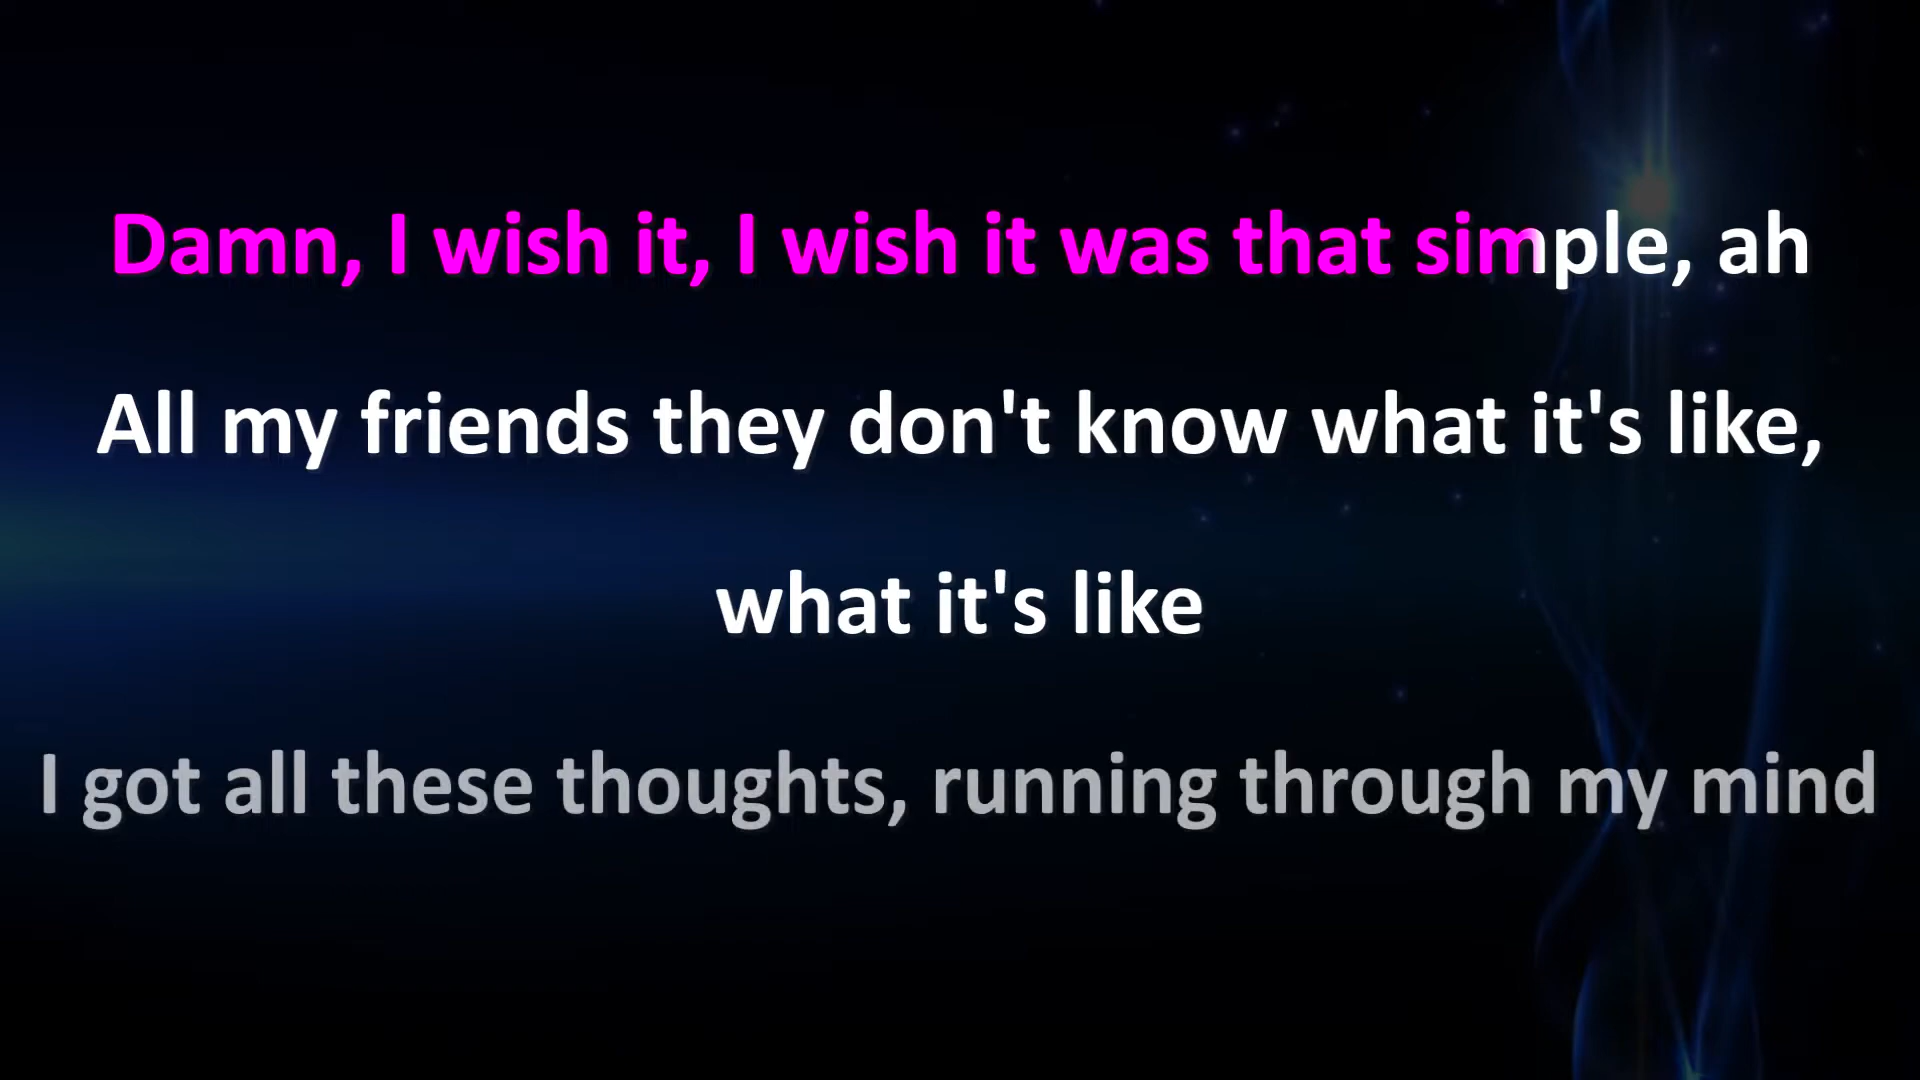 Damn, I wish it, I wish it was that simple, ah
All my friends they don't know what it's like,
what it's like
I got all these thoughts, running through my mind